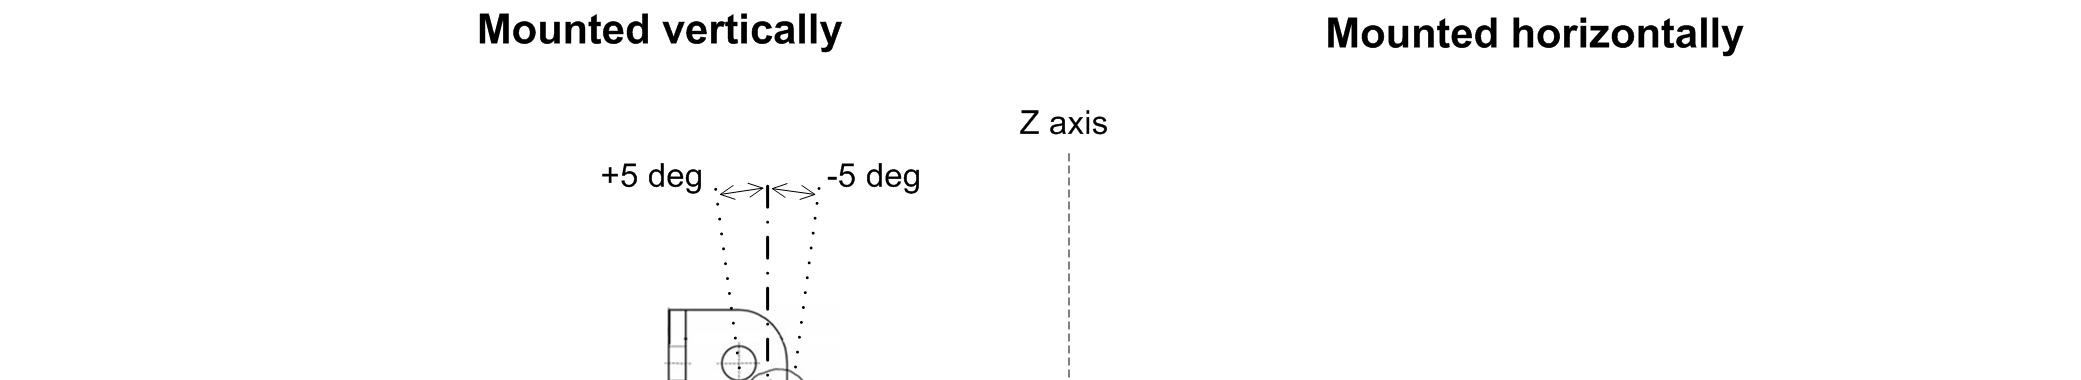 Mounted vertically
Mounted horizontally
Z axis
+5 deg
-5 deg